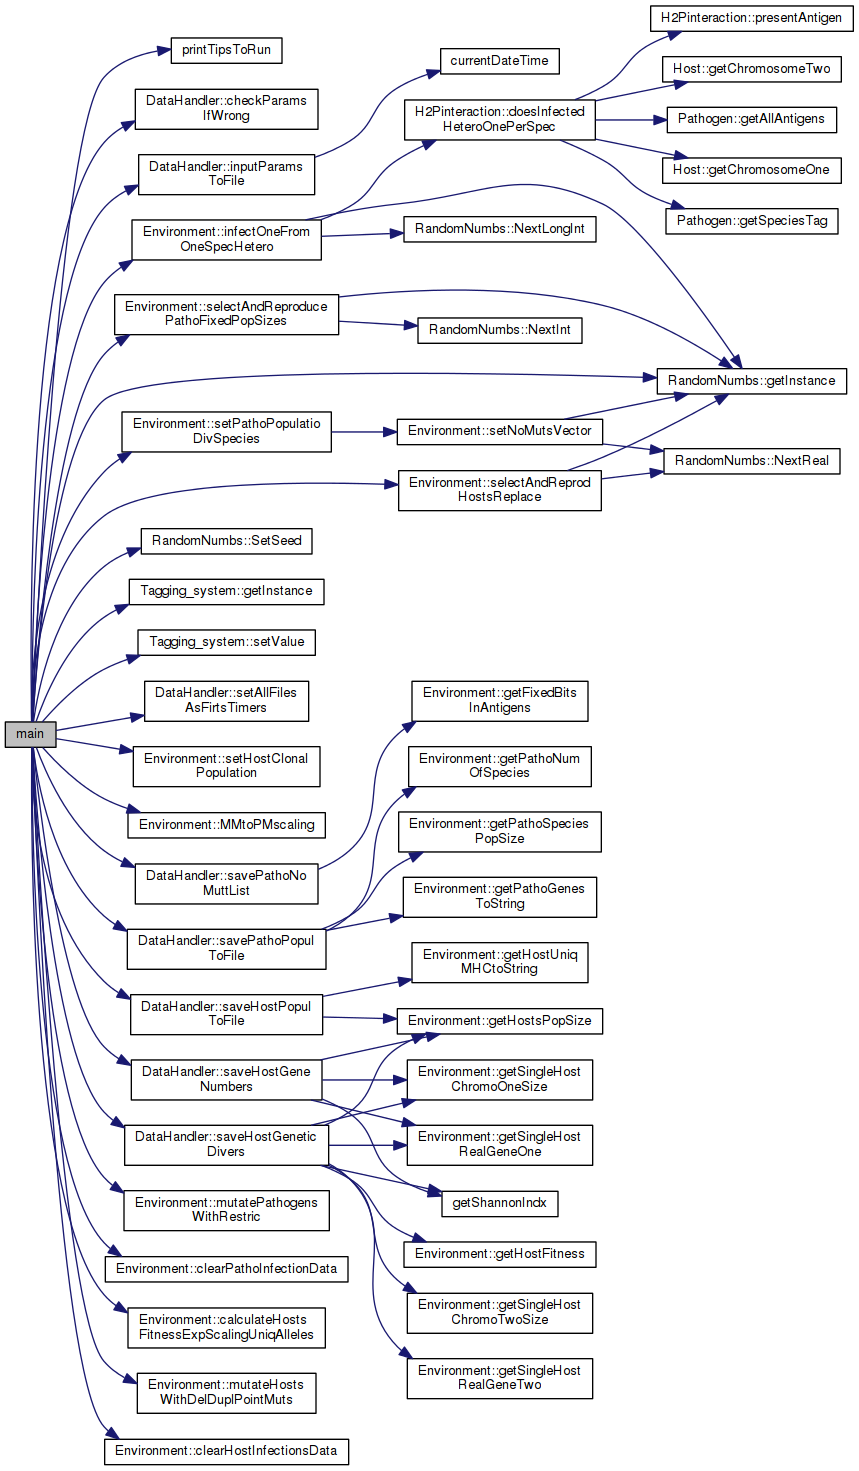 main
printTipsToRun
DataHandler::checkParams
IfWrong
DataHandler::inputParams
ToFile
Environment::infectOneFrom
OneSpecHetero
Environment::selectAndReproduce
PathoFixedPopSizes
Environment::setPathoPopulatio
DivSpecies
RandomNumbs::SetSeed
Tagging_system::getInstance
Tagging_system::setValue
DataHandler::setAllFiles
AsFirtsTimers
Environment::setHostClonal
Population
Environment::MMtoPMscaling
DataHandler::savePathoNo
MuttList
DataHandler::savePathoPopul
ToFile
DataHandler::saveHostPopul
ToFile
DataHandler::saveHostGene
Numbers
DataHandler::saveHostGenetic
Divers
Environment::mutatePathogens
WithRestric
Environment::clearPathoInfectionData
Environment::calculateHosts
FitnessExpScalingUniqAlleles
Environment::mutateHosts
WithDelDuplPointMuts
Environment::clearHostInfectionsData
currentDateTime
H2Pinteraction::doesInfected
HeteroOnePerSpec
RandomNumbs::NextLongInt
RandomNumbs::NextInt
Environment::setNoMutsVector
Environment::selectAndReprod
HostsReplace
Environment::getFixedBits
InAntigens
Environment::getPathoNum
OfSpecies
Environment::getPathoSpecies
PopSize
Environment::getPathoGenes
ToString
Environment::getHostUniq
MHCtoString
Environment::getHostsPopSize
Environment::getSingleHost
ChromoOneSize
Environment::getSingleHost
RealGeneOne
getShannonIndx
Environment::getHostFitness
Environment::getSingleHost
ChromoTwoSize
Environment::getSingleHost
RealGeneTwo
H2Pinteraction::presentAntigen
Host::getChromosomeTwo
Pathogen::getAllAntigens
Host::getChromosomeOne
Pathogen::getSpeciesTag
RandomNumbs::getInstance
RandomNumbs::NextReal